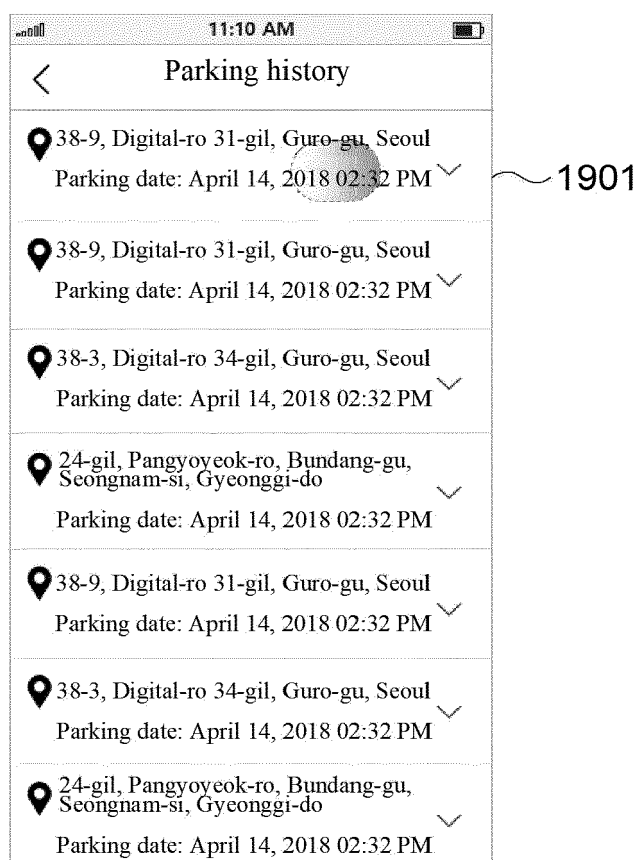 11:10 AM
Parking history
38-9, Digital-ro 31-gil, Guro-gu, Seoul
Parking date: April 14, 2018 02:32 PM
1901
38-9, Digital-ro 31-gil, Guro-gu, Seoul
Parking date: April 14, 2018 02:32 PM
38-3, Digital-ro 34-gil, Guro-gu, Seoul
Parking date: April 14, 2018 02:32 PM
24-gil, Pangyoyeok-ro, Bundang-gu,
Seongnam-si, Gyeonggi-do
Parking date: April 14, 2018 02:32 PM
38-9, Digital-ro 31-gil, Guro-gu, Seoul
Parking date: April 14, 2018 02:32 PM
38-3, Digital-ro 34-gil, Guro-gu, Seoul
Parking date: April 14, 2018 02:32 PM
24-gil, Pangyoyeok-ro, Bundang-gu,
Seongnam-si, Gyeonggi-do
Parking date: April 14, 2018 02:32 PM